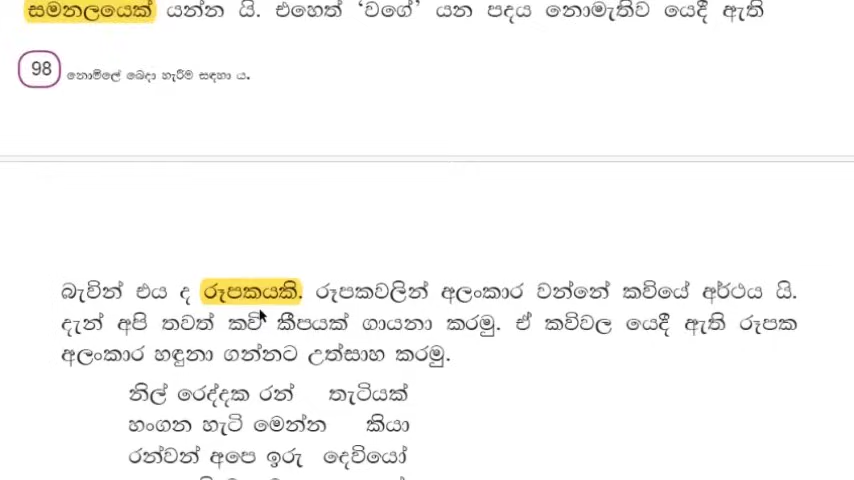 සමනලයෙක් යන්න යි. එහෙත් ‘වගේ’ යන පදය නොමැතිව යෙදී ඇති
98 නොමිලේ බෙදා හැරීම සඳහා ය.
බැවින් එය ද රූපකයකි. රූපකවලින් අලංකාර වන්නේ කවියේ අර්ථය යි.
දැන් අපි තවත් කවි කීපයක් ගායනා කරමු. ඒ කවිවල යෙදී ඇති රූපක
අලංකාර හඳුනා ගන්නට උත්සාහ කරමු.
නිල් රෙද්දක රන් තැටියක්
හංගන හැටි මෙන්න කියා
රන්වන් අපෙ ඉරු දෙවියෝ